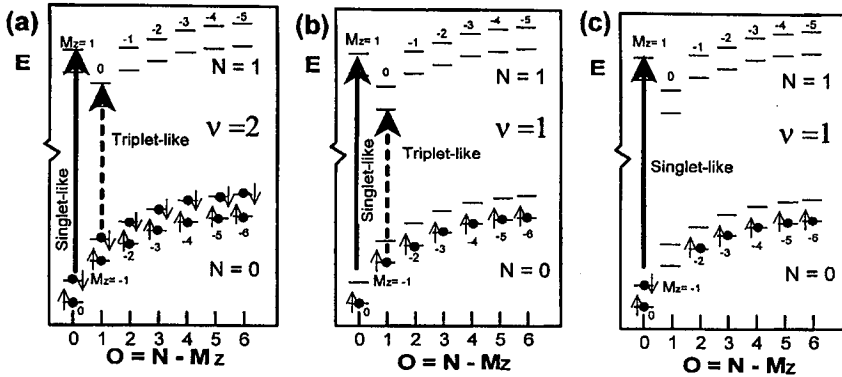 (a)
E
Mz= 1
0
-1
-2
-3
-4
-5
N = 1
ν = 2
Singlet-like
Triplet-like
0
Mz= -1
-2
-3
-4
-5
-6
N = 0
0 1 2 3 4 5 6
O = N - Mz
(b)
E
Mz= 1
0
-1
-2
-3
-4
-5
N = 1
ν = 1
Singlet-like
Triplet-like
0
Mz= -1
-2
-3
-4
-5
-6
N = 0
0 1 2 3 4 5 6
O = N - Mz
(c)
E
Mz= 1
0
-1
-2
-3
-4
-5
N = 1
ν = 1
Singlet-like
0
Mz= -1
-2
-3
-4
-5
-6
N = 0
0 1 2 3 4 5 6
O = N - Mz